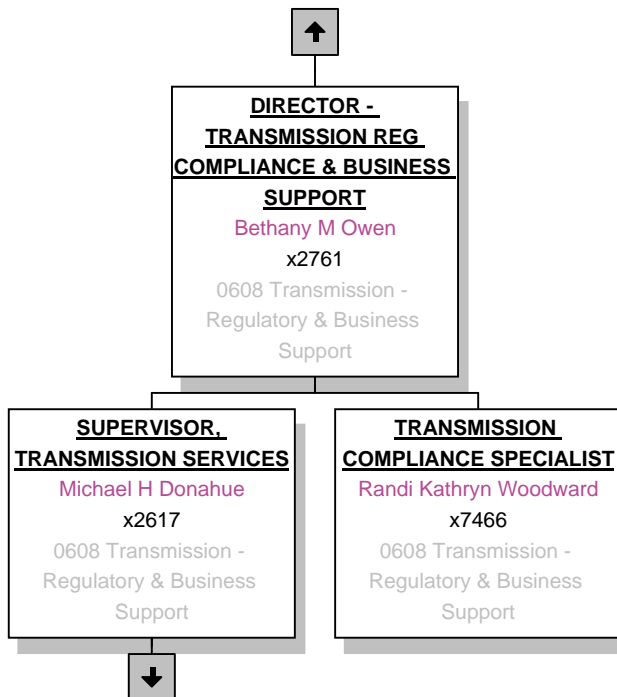 DIRECTOR -
TRANSMISSION REG
COMPLIANCE & BUSINESS
SUPPORT
Bethany M Owen
x2761
0608 Transmission -
Regulatory & Business
Support
SUPERVISOR,
TRANSMISSION SERVICES
Michael H Donahue
x2617
0608 Transmission -
Regulatory & Business
Support
TRANSMISSION
COMPLIANCE SPECIALIST
Randi Kathryn Woodward
x7466
0608 Transmission -
Regulatory & Business
Support